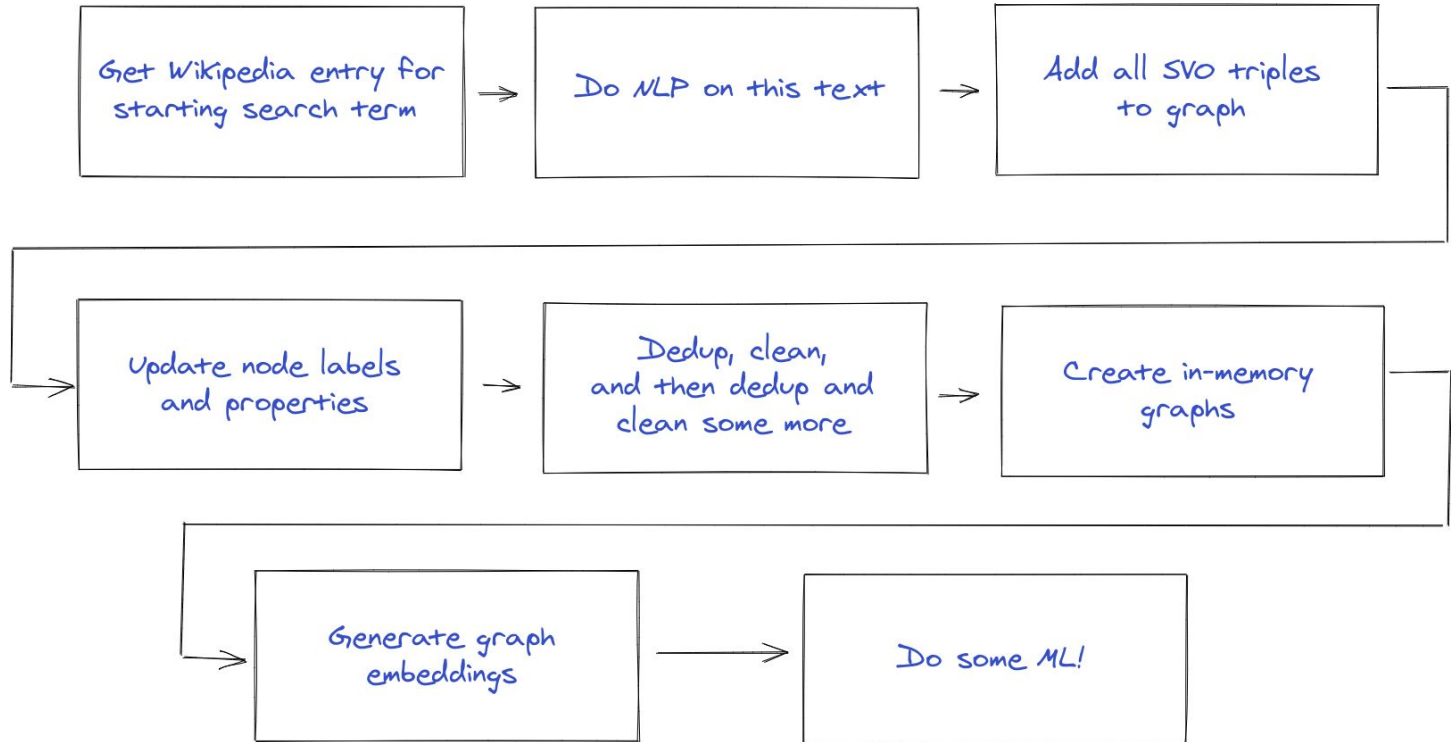 Get Wikipedia entry for
starting search term
Do NLP on this text
Add all SVO triples
to graph
Update node labels
and properties
Dedup, clean,
and then dedup and
clean some more
Create in-memory
graphs
Generate graph
embeddings
Do some ML!